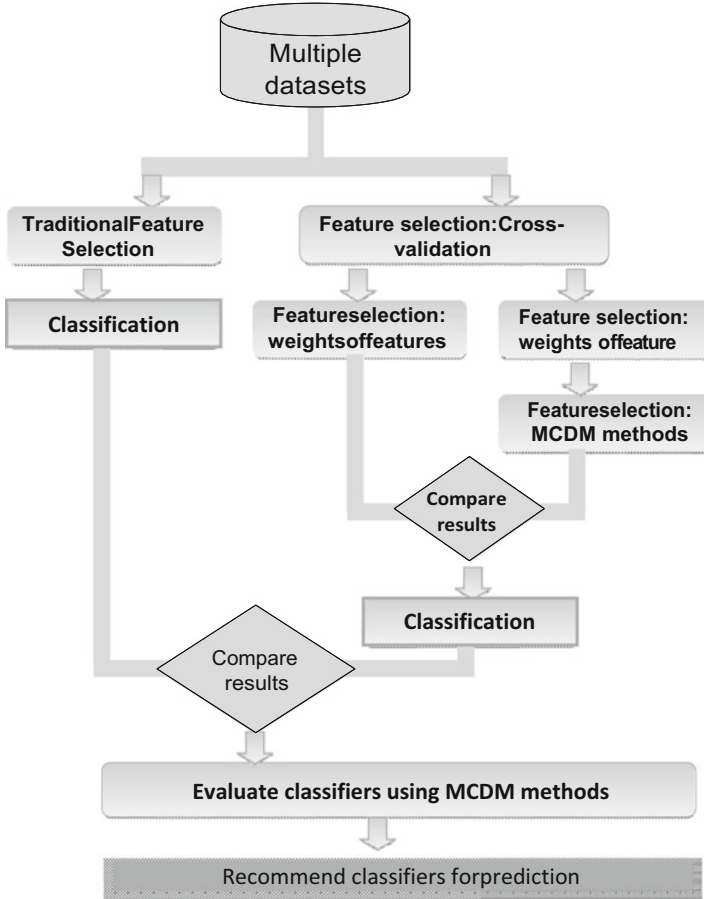 Multiple
datasets
TraditionalFeature
Selection
Feature selection:Cross-
validation
Classification
Featureselection:
weightsoffeatures
Feature selection:
weights offeature
Featureselection:
MCDM methods
Compare
results
Classification
Compare
results
Evaluate classifiers using MCDM methods
Recommend classifiers forprediction